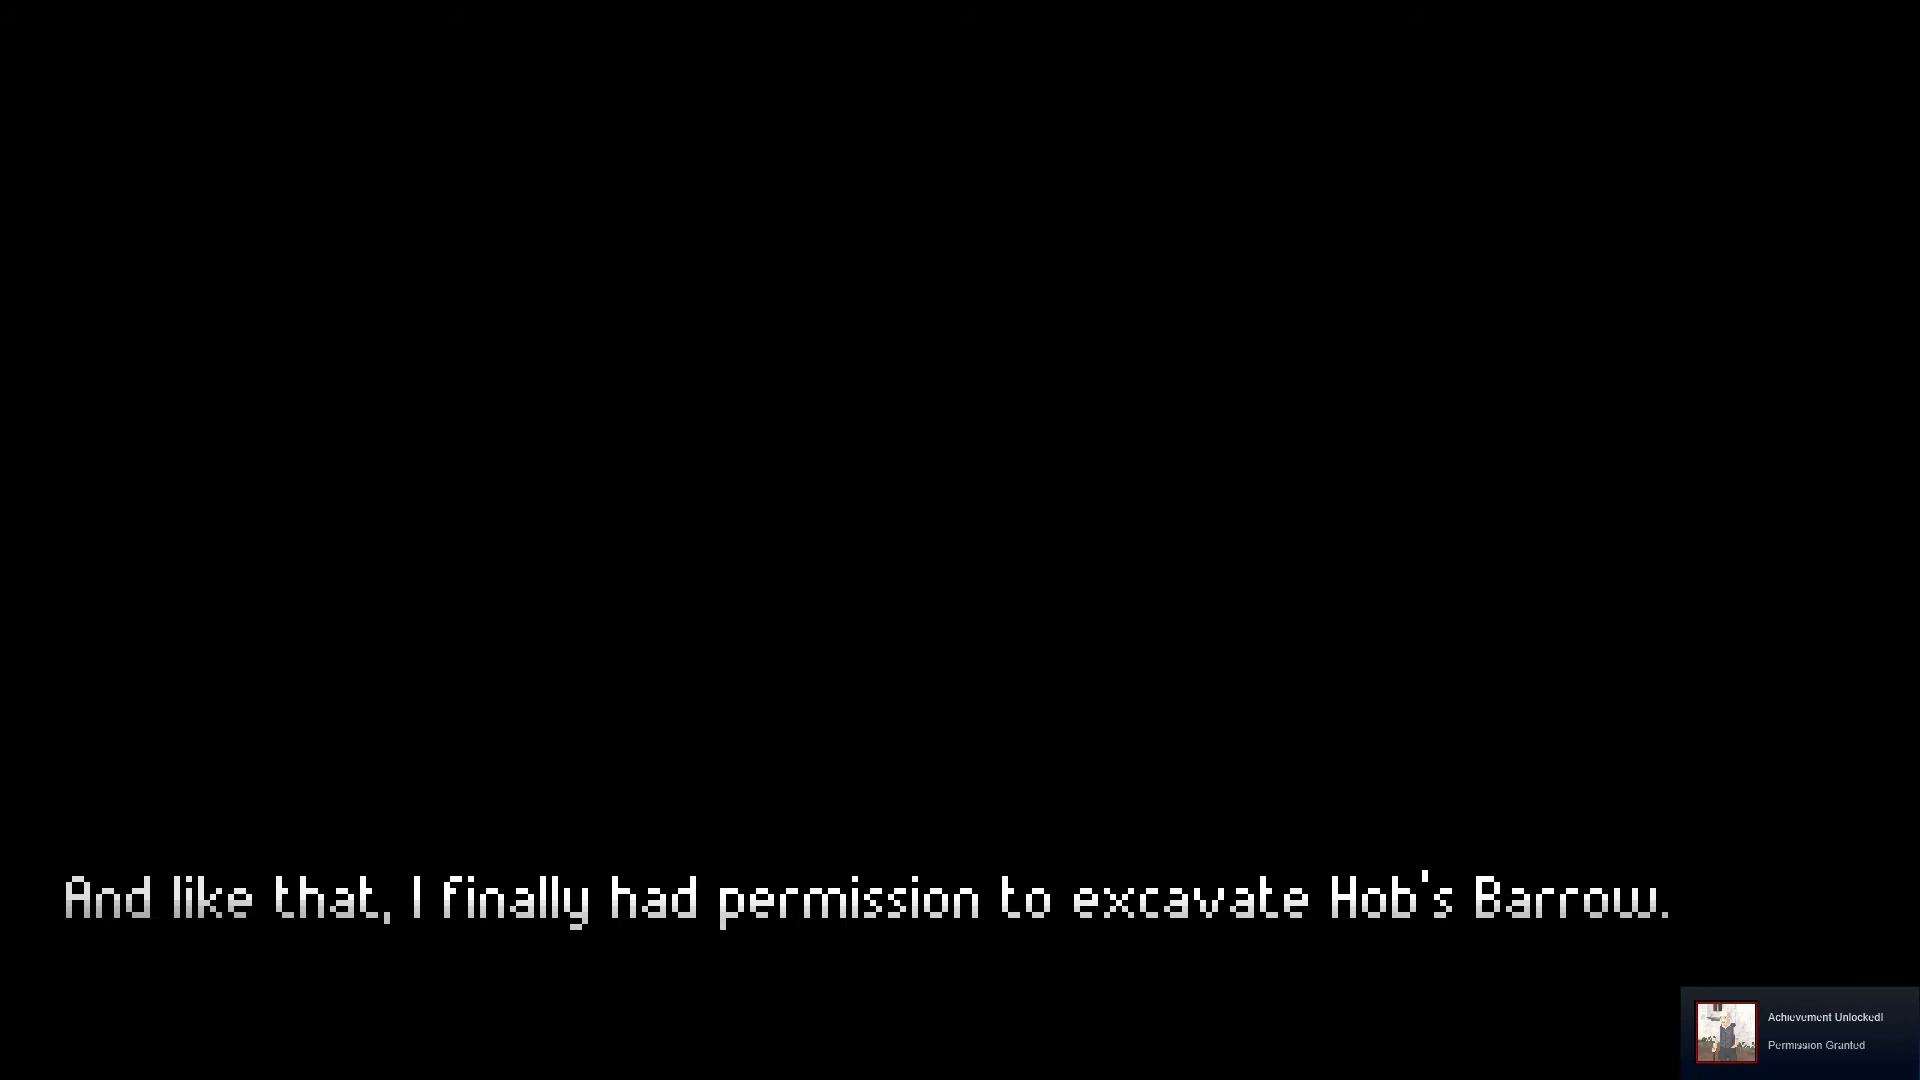 And like that, I finally had permission to excavate Hob's Barrow.
Achievement Unlocked!
Permission Granted